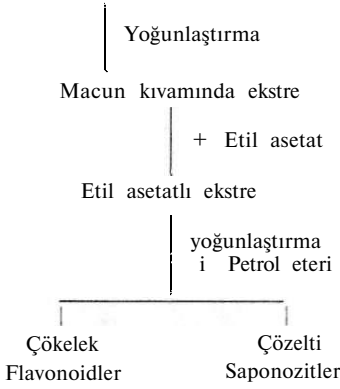 Yoğunlaştırma
Macun kıvamında ekstre
+ Etil asetat
Etil asetatlı ekstre
yoğunlaştırma
i Petrol eteri
Çökelek
Flavonoidler
Çözelti
Saponozitler